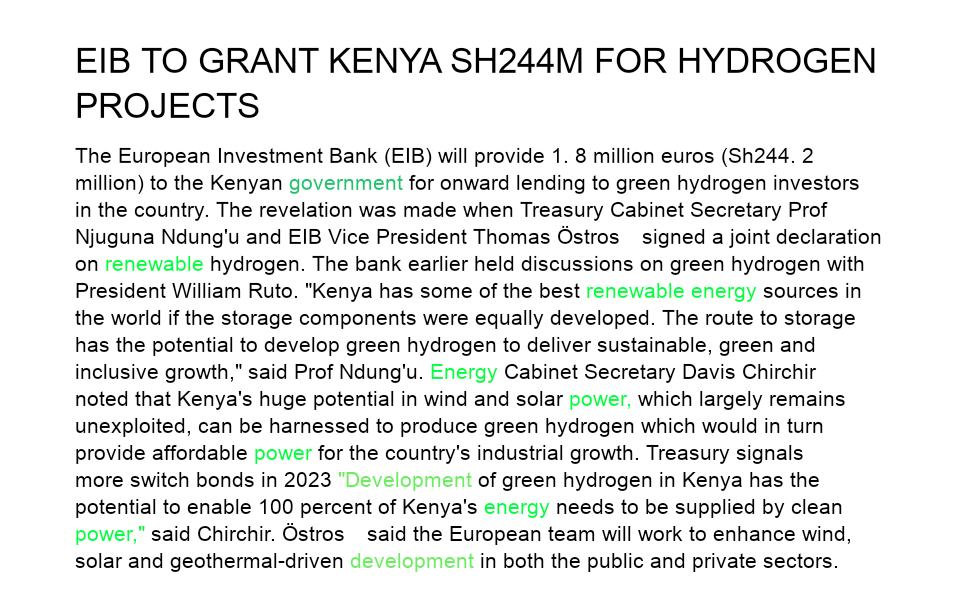 EIB TO GRANT KENYA SH244M FOR HYDROGEN
PROJECTS
The European Investment Bank (EIB) will provide 1. 8 million euros (Sh244. 2
million) to the Kenyan government for onward lending to green hydrogen investors
in the country. The revelation was made when Treasury Cabinet Secretary Prof
Njuguna Ndung'u and EIB Vice President Thomas Östros    signed a joint declaration
on renewable hydrogen. The bank earlier held discussions on green hydrogen with
President William Ruto. "Kenya has some of the best renewable energy sources in
the world if the storage components were equally developed. The route to storage
has the potential to develop green hydrogen to deliver sustainable, green and
inclusive growth," said Prof Ndung'u. Energy Cabinet Secretary Davis Chirchir
noted that Kenya's huge potential in wind and solar power, which largely remains
unexploited, can be harnessed to produce green hydrogen which would in turn
provide affordable power for the country's industrial growth. Treasury signals
more switch bonds in 2023 "Development of green hydrogen in Kenya has the
potential to enable 100 percent of Kenya's energy needs to be supplied by clean
power," said Chirchir. Östros    said the European team will work to enhance wind,
solar and geothermal-driven development in both the public and private sectors.